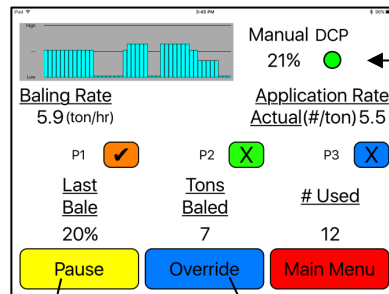 iPad 3:45 PM 96%
High
Low
Manual DCP
21%
Baling Rate
5.9 (ton/hr)
Application Rate
Actual(#/ton) 5.5
P1 ✔ P2 X P3 X
Last
Bale
20%
Tons
Baled
7
# Used
12
Pause Override Main Menu